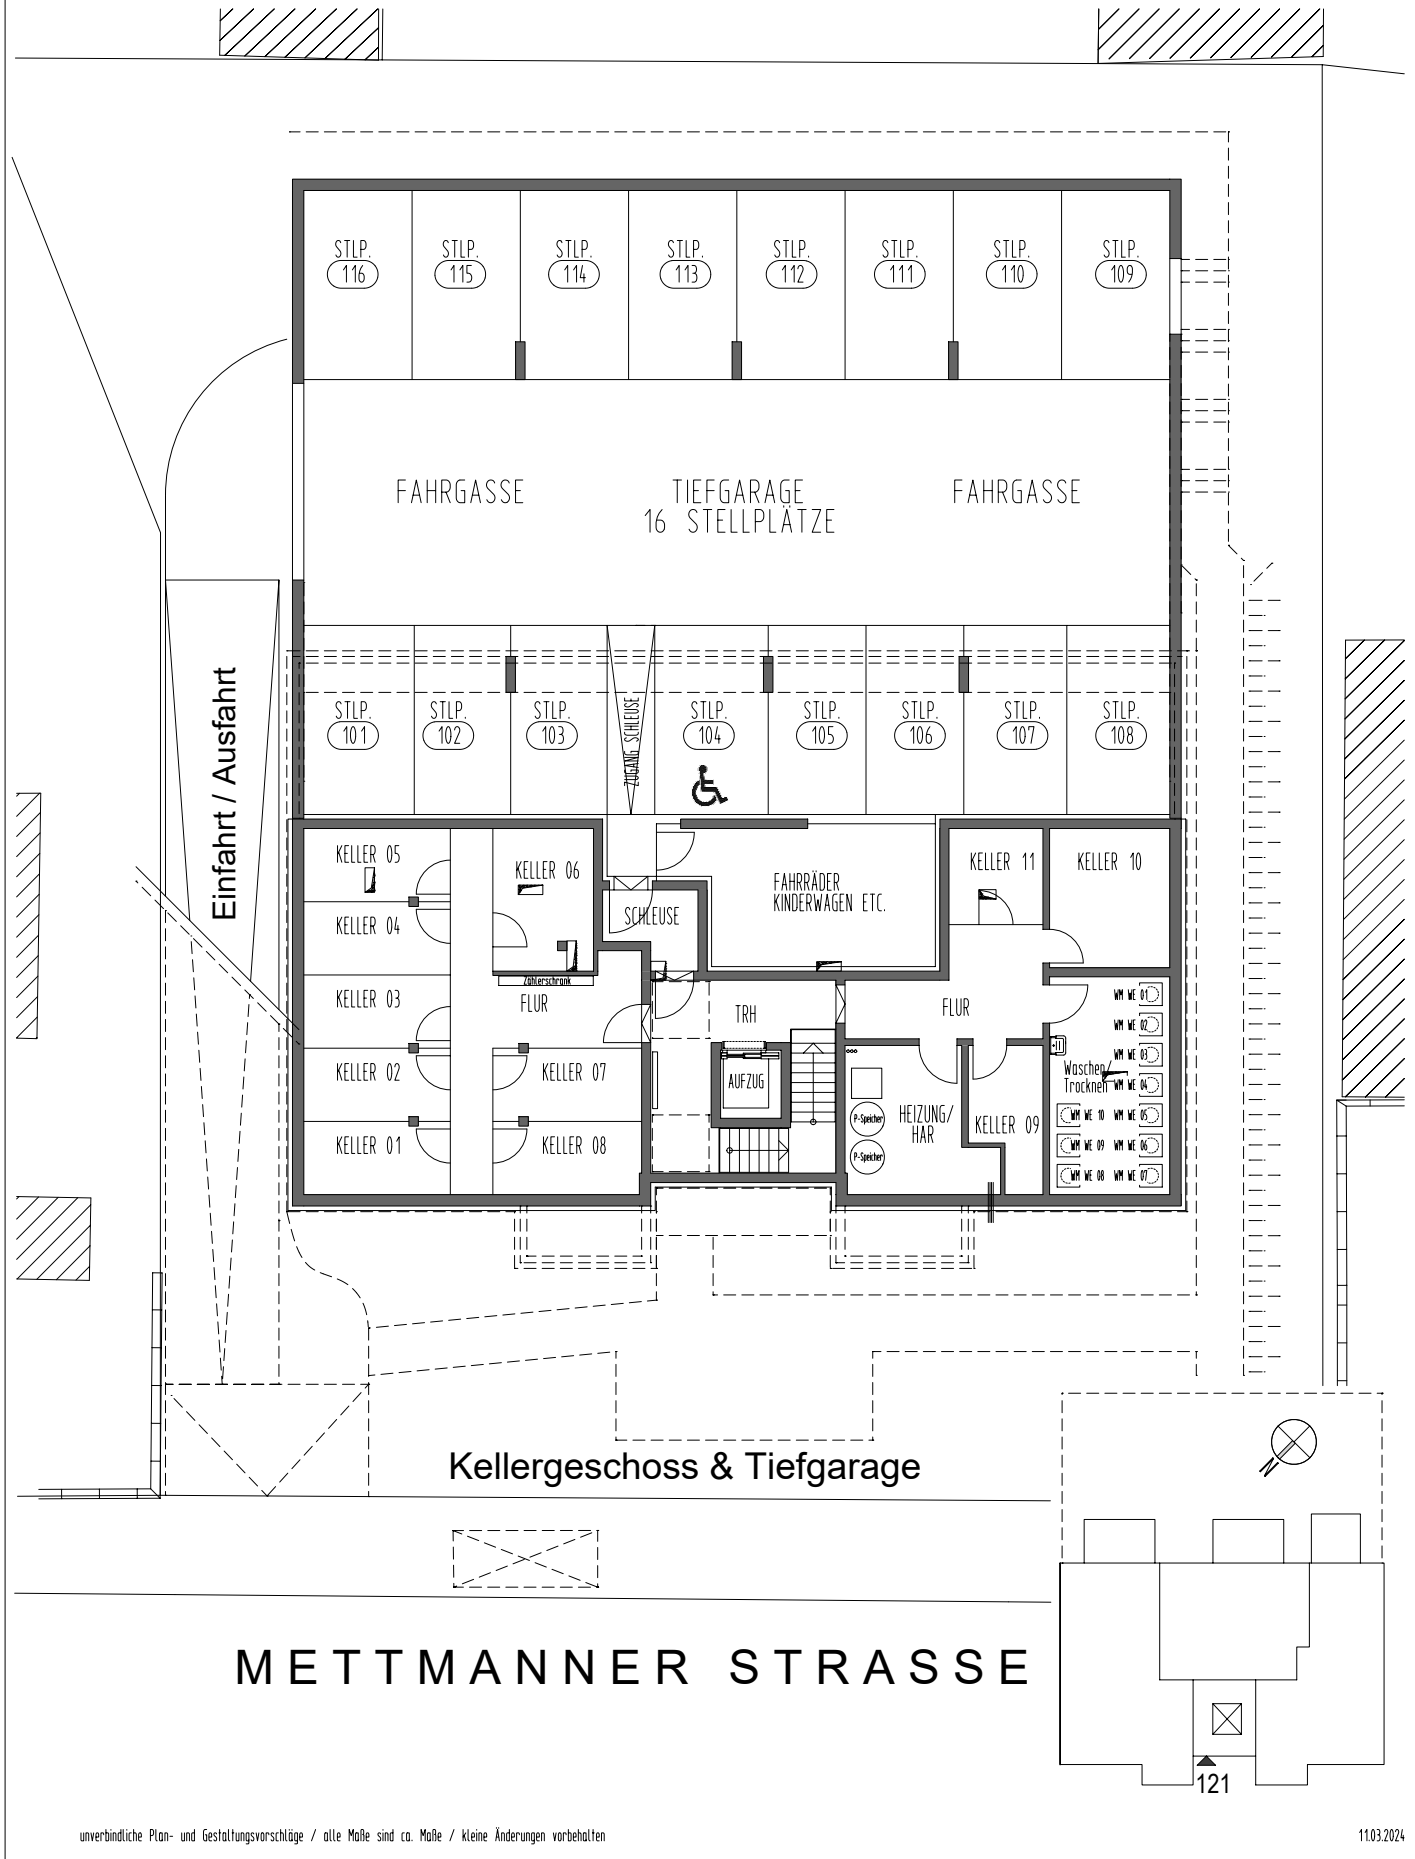 STLP. STLP. STLP. STLP. STLP. STLP. STLP. STLP.
116 115 114 113 112 111 110 109
FAHRGASSE TIEFGARAGE FAHRGASSE
16 STELLPLÄTZE
Einfahrt / Ausfahrt
ZUGANG SCHLEUSE
STLP. STLP. STLP. STLP. STLP. STLP. STLP. STLP.
101 102 103 104 105 106 107 108
KELLER 05
KELLER 06
KELLER 11
KELLER 10
FAHRRÄDER
KINDERWAGEN ETC.
KELLER 04
SCHLEUSE
Zählerschrank
KELLER 03
FLUR
TRH
FLUR
WM WE 01
WM WE 02
WM WE 03
Waschen/
Trocknen
WM WE 04
KELLER 02
KELLER 07
AUFZUG
P-Speicher
HEIZUNG/
HAR
KELLER 09
WM WE 10 WM WE 05
KELLER 01
KELLER 08
P-Speicher
WM WE 09 WM WE 06
WM WE 08 WM WE 07
Kellergeschoss & Tiefgarage
N
METTMANNER STRASSE
121
unverbindliche Plan- und Gestaltungsvorschläge / alle Maße sind ca. Maße / kleine Änderungen vorbehalten
11.03.2024